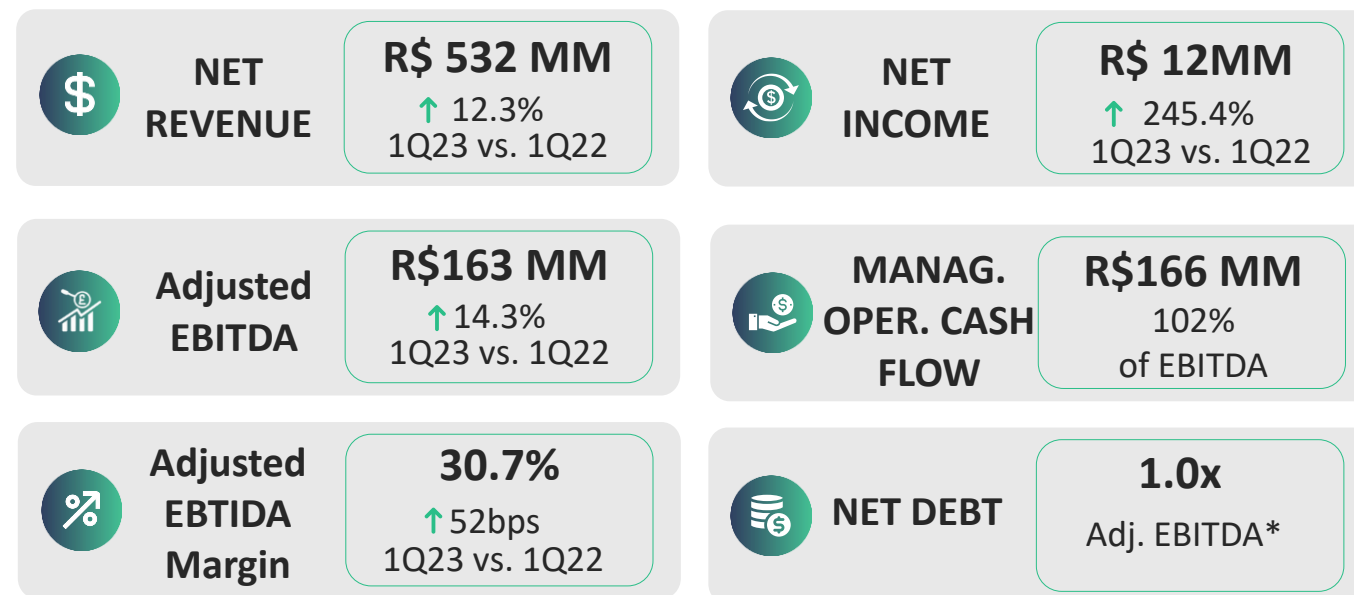 NET
REVENUE
R$ 532 MM
↑ 12.3%
1Q23 vs. 1Q22
NET
INCOME
R$ 12MM
↑ 245.4%
1Q23 vs. 1Q22
Adjusted
EBITDA
R$163 MM
↑ 14.3%
1Q23 vs. 1Q22
MANAG.
OPER. CASH
FLOW
R$166 MM
102%
of EBITDA
Adjusted
EBTIDA
Margin
30.7%
↑ 52bps
1Q23 vs. 1Q22
NET DEBT
1.0x
Adj. EBITDA*